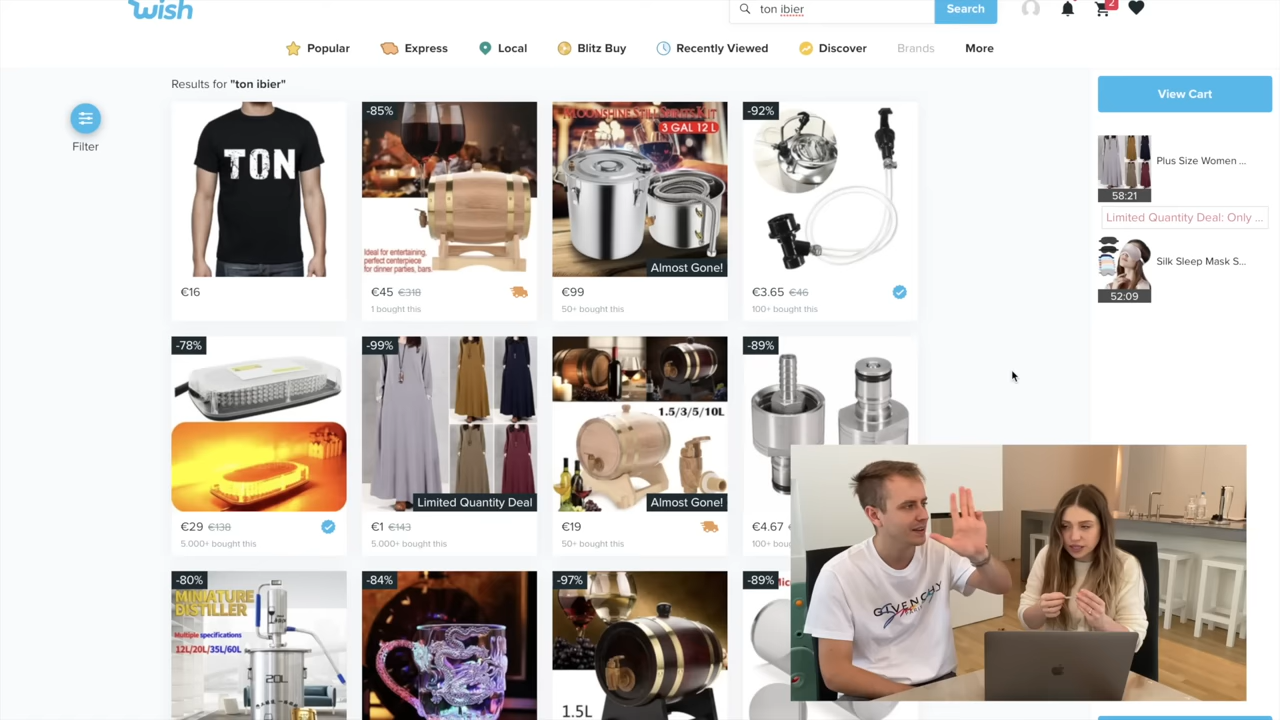 wish
ton ibier
Search
2
Popular
Express
Local
Blitz Buy
Recently Viewed
Discover
Brands
More
Results for "ton ibier"
Filter
View Cart
Plus Size Women ...
58:21
Limited Quantity Deal: Only ...
Silk Sleep Mask S...
52:09
TON
€16
-85%
Ideal for entertaining,
perfect centerpiece
for dinner parties, bars
€45 €318
1 bought this
MOONSHINE STILL SPIRITS KIT
3 GAL 12 L
Almost Gone!
€99
50+ bought this
-92%
€3.65 €46
100+ bought this
-78%
€29 €138
5.000+ bought this
-99%
Limited Quantity Deal
€1 €143
5.000+ bought this
1.5/3/5/10L
Almost Gone!
€19
50+ bought this
-89%
€4.67
100+ bou
-80%
MINIATURE
DISTILLER
Multiple specifications
12L/20L/35L/60L
20L
-84%
-97%
1.5L
-89%
GIVENCHY
PARIS